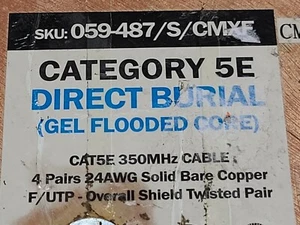 SKU: 059-487/S/CMXF CM
CATEGORY 5E
DIRECT BURIAL
(GEL FLOODED CORE)
CAT5E 350MHz CABLE
4 Pairs 24AWG Solid Bare Copper
F/UTP - Overall Shield Twisted Pair